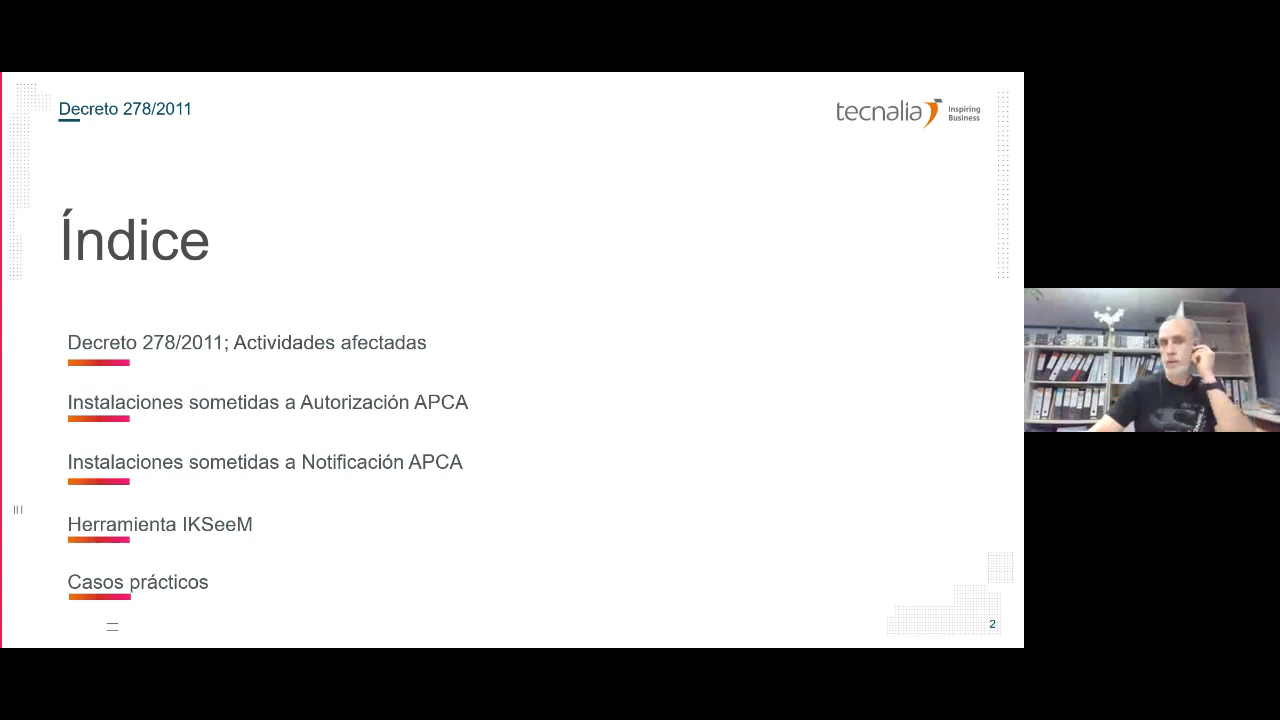 Decreto 278/2011
tecnalia Inspiring
Business
Índice
Decreto 278/2011; Actividades afectadas
Instalaciones sometidas a Autorización APCA
Instalaciones sometidas a Notificación APCA
Herramienta IKSeeM
Casos prácticos
2